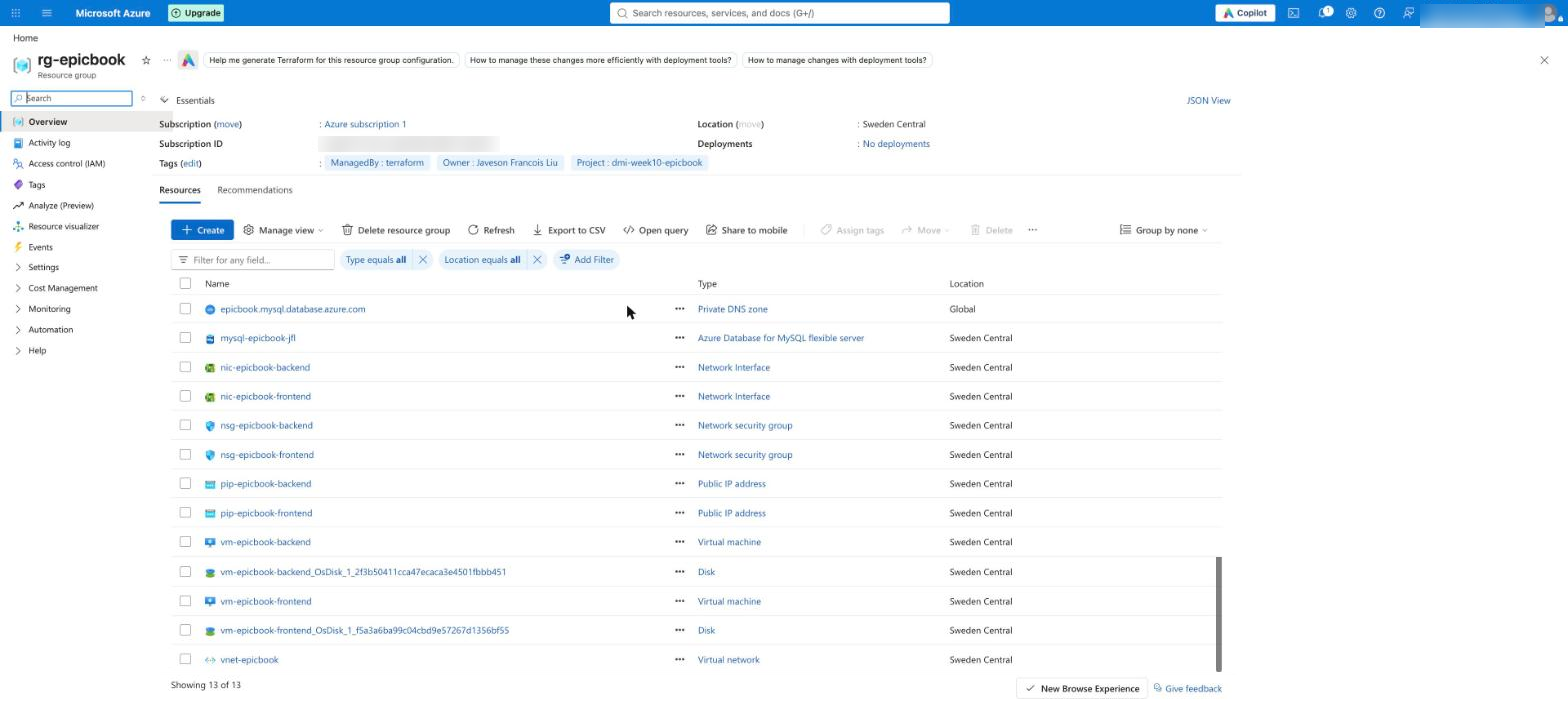 Microsoft Azure
Upgrade
Search resources, services, and docs (G+/)
Copilot
1
Home
rg-epicbook
Resource group
Help me generate Terraform for this resource group configuration.
How to manage these changes more efficiently with deployment tools?
How to manage changes with deployment tools?
Search
Overview
Activity log
Access control (IAM)
Tags
Analyze (Preview)
Resource visualizer
Events
Settings
Cost Management
Monitoring
Automation
Help
Essentials
JSON View
Subscription (move) : Azure subscription 1
Location (move) : Sweden Central
Subscription ID
Deployments : No deployments
Tags (edit) : ManagedBy : terraform Owner : Javeson Francois Liu Project : dmi-week10-epicbook
Resources Recommendations
Create Manage view Delete resource group Refresh Export to CSV Open query Share to mobile Assign tags Move Delete ... Group by none
Filter for any field... Type equals all Location equals all Add Filter
Name Type Location
epicbook.mysql.database.azure.com ... Private DNS zone Global
mysql-epicbook-jfl ... Azure Database for MySQL flexible server Sweden Central
nic-epicbook-backend ... Network Interface Sweden Central
nic-epicbook-frontend ... Network Interface Sweden Central
nsg-epicbook-backend ... Network security group Sweden Central
nsg-epicbook-frontend ... Network security group Sweden Central
pip-epicbook-backend ... Public IP address Sweden Central
pip-epicbook-frontend ... Public IP address Sweden Central
vm-epicbook-backend ... Virtual machine Sweden Central
vm-epicbook-backend_OsDisk_1_2f3b50411cca47ecaca3e4501fbbb451 ... Disk Sweden Central
vm-epicbook-frontend ... Virtual machine Sweden Central
vm-epicbook-frontend_OsDisk_1_f5a3a6ba99c04cbd9e57267d1356bf55 ... Disk Sweden Central
vnet-epicbook ... Virtual network Sweden Central
Showing 13 of 13
New Browse Experience
Give feedback